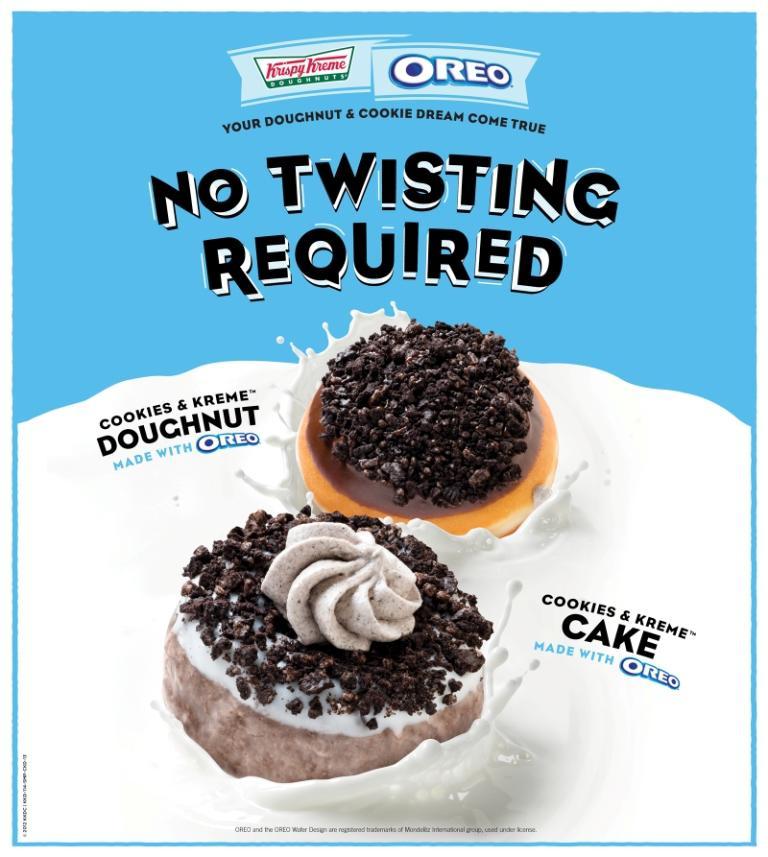 Krispy Kreme
DOUGHNUTS
OREO
YOUR DOUGHNUT & COOKIE DREAM COME TRUE
NO TWISTING
REQUIRED
COOKIES & KREME™
DOUGHNUT
MADE WITH OREO
COOKIES & KREME™
CAKE
MADE WITH OREO
OREO and the OREO Wafer Design are registered trademarks of Mondelēz International group, used under license.